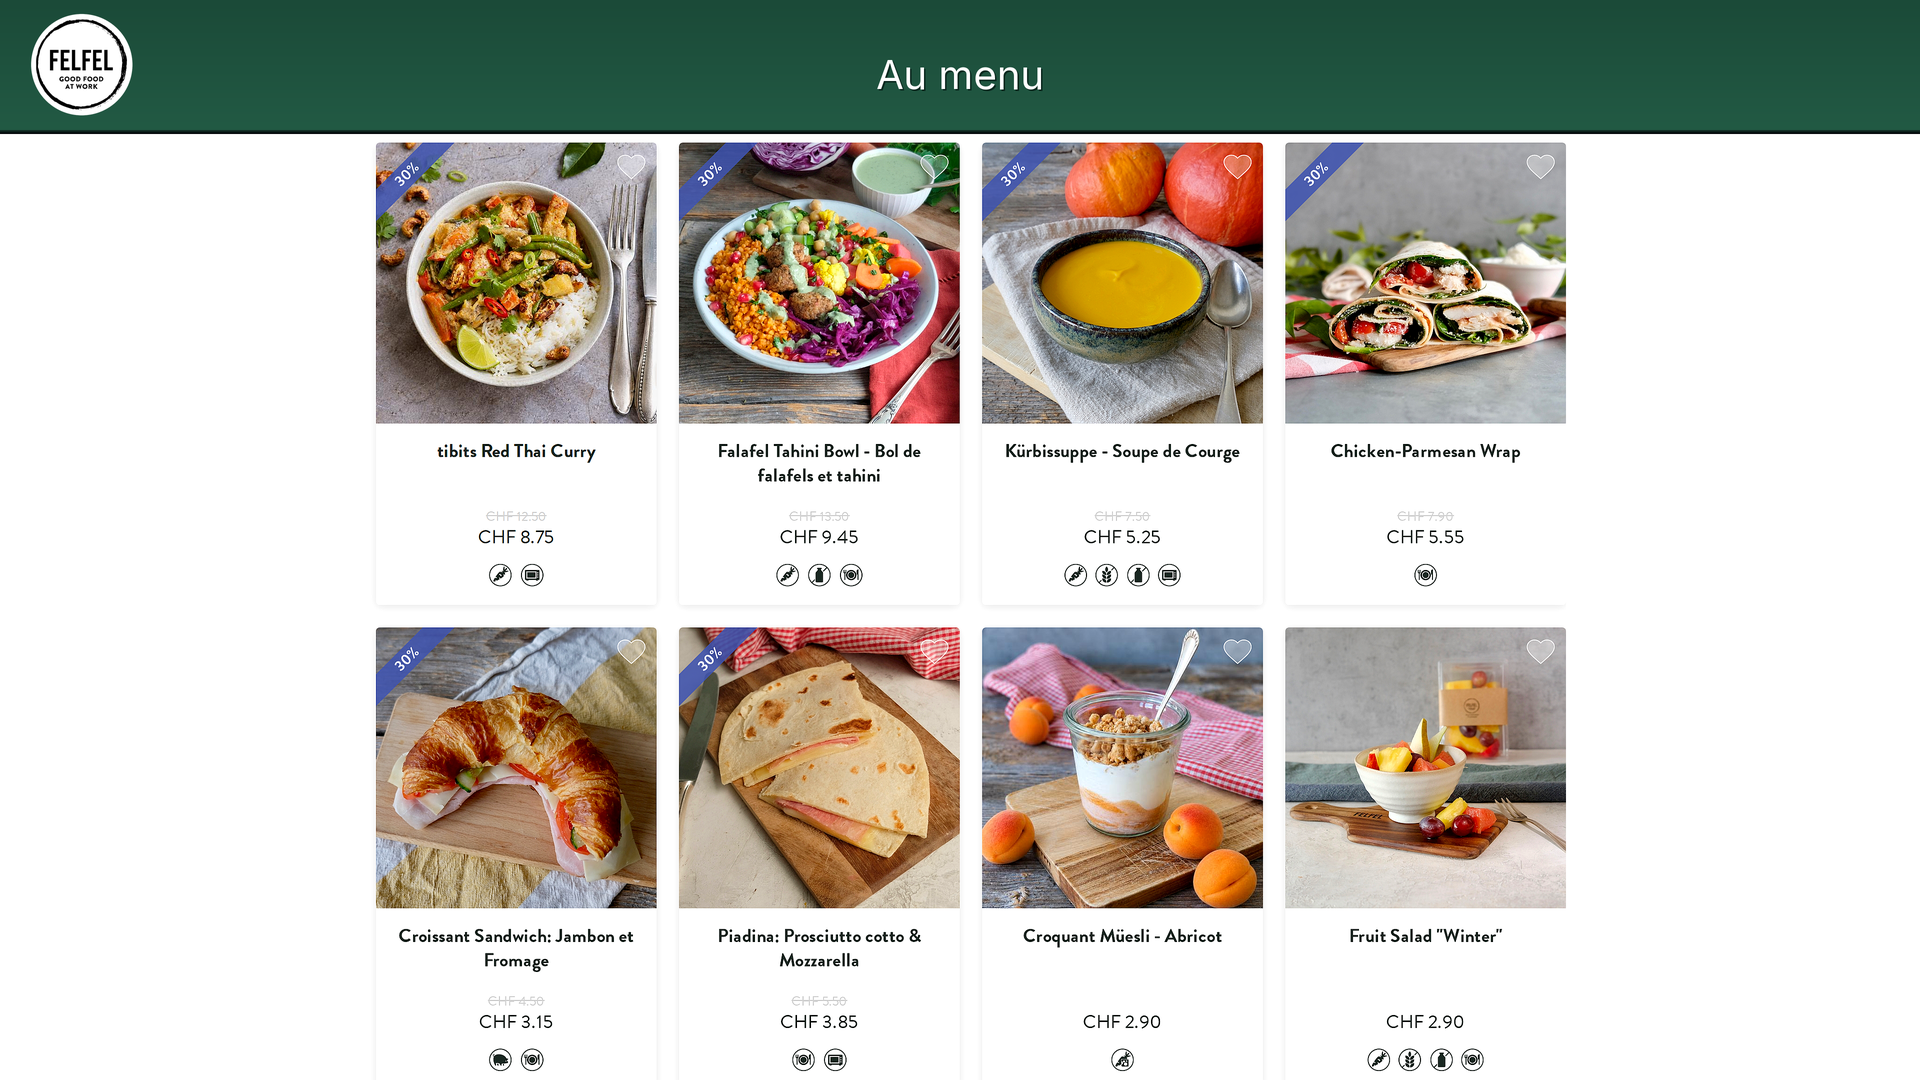 FELFEL
GOOD FOOD
AT WORK
Au menu
30%
30%
30%
30%
tibits Red Thai Curry
Falafel Tahini Bowl - Bol de
falafels et tahini
Kürbissuppe - Soupe de Courge
Chicken-Parmesan Wrap
CHF 12.50
CHF 8.75
CHF 13.50
CHF 9.45
CHF 7.50
CHF 5.25
CHF 7.90
CHF 5.55
30%
30%
FELFEL
Croissant Sandwich: Jambon et
Fromage
Piadina: Prosciutto cotto &
Mozzarella
Croquant Müesli - Abricot
Fruit Salad "Winter"
CHF 4.50
CHF 3.15
CHF 5.50
CHF 3.85
CHF 2.90
CHF 2.90